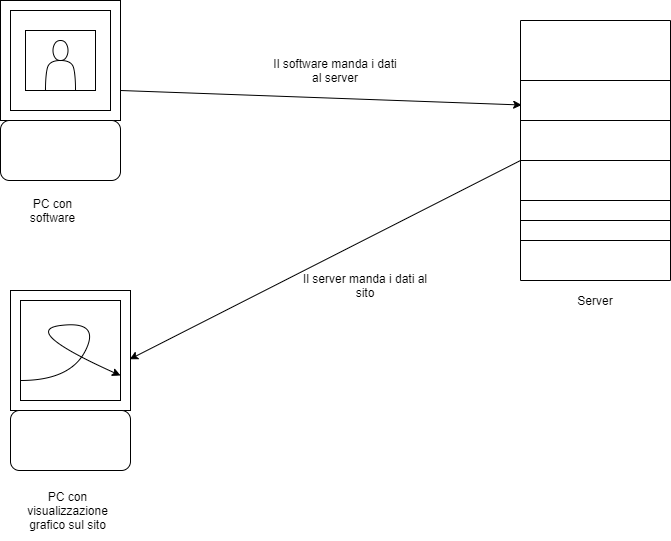 Il software manda i dati
al server
PC con
software
Il server manda i dati al
sito
Server
PC con
visualizzazione
grafico sul sito